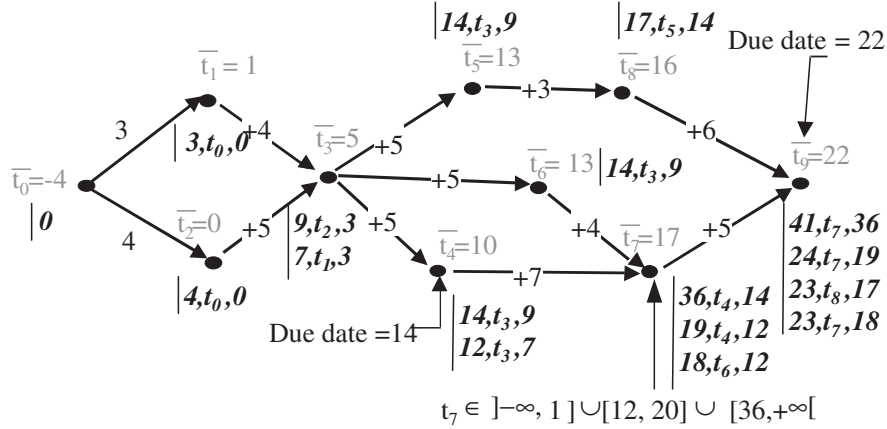 14,t₃,9
17,t₅,14
Due date = 22
t̄₁ = 1
t̄₅=13
t̄₈=16
3
3,t₀,0
+4
t̄₃=5
+5
+3
+6
t̄₀=-4
0
+5
t̄₆= 13
14,t₃,9
t̄₉=22
4
t̄₂=0
+5
4,t₀,0
9,t₂,3
7,t₁,3
+5
t̄₄=10
+4
+7
t̄₇=17
+5
41,t₇,36
24,t₇,19
23,t₈,17
23,t₇,18
Due date =14
14,t₃,9
12,t₃,7
36,t₄,14
19,t₄,12
18,t₆,12
t₇ ∈ ]−∞, 1 ] ∪[12, 20] ∪ [36,+∞[